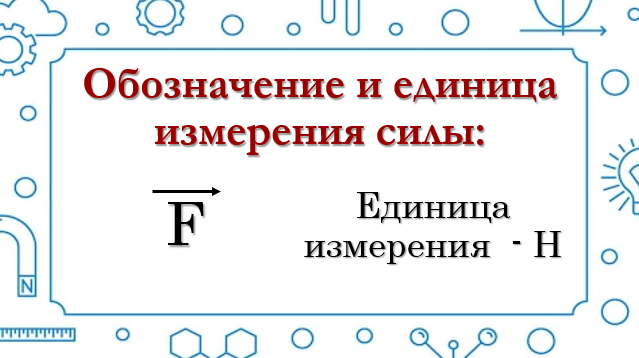 Обозначение и единица
измерения силы:
F
Единица
измерения - Н
N